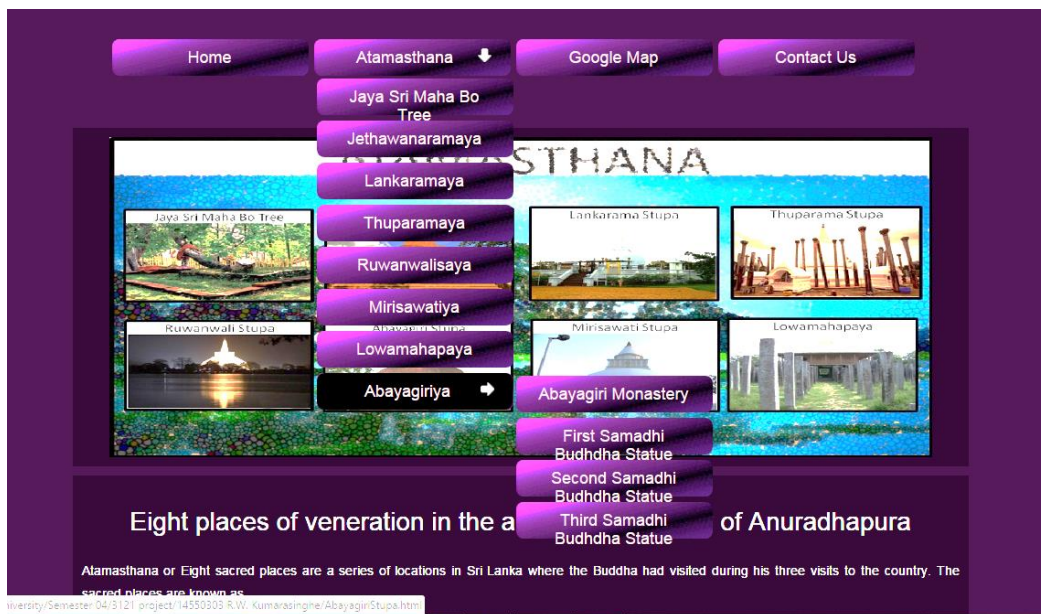 Home
Atamasthana
Google Map
Contact Us
Jaya Sri Maha Bo
Tree
Jethawanaramaya
Lankaramaya
Thuparamaya
Ruwanwalisaya
Mirisawatiya
Lowamahapaya
Abayagiriya
Abayagiri Monastery
First Samadhi
Budhdha Statue
Second Samadhi
Budhdha Statue
Third Samadhi
Budhdha Statue
STHANA
Jaya Sri Maha Bo Tree
Lankarama Stupa
Thuparama Stupa
Ruwanwali Stupa
Abayagiri Stupa
Mirisawati Stupa
Lowamahapaya
Eight places of veneration in the a
of Anuradhapura
Atamasthana or Eight sacred places are a series of locations in Sri Lanka where the Buddha had visited during his three visits to the country. The
sacred places are known as
iversity/Semester 04/3121 project/14550303 R.W. Kumarasinghe/AbayagiriStupa.html